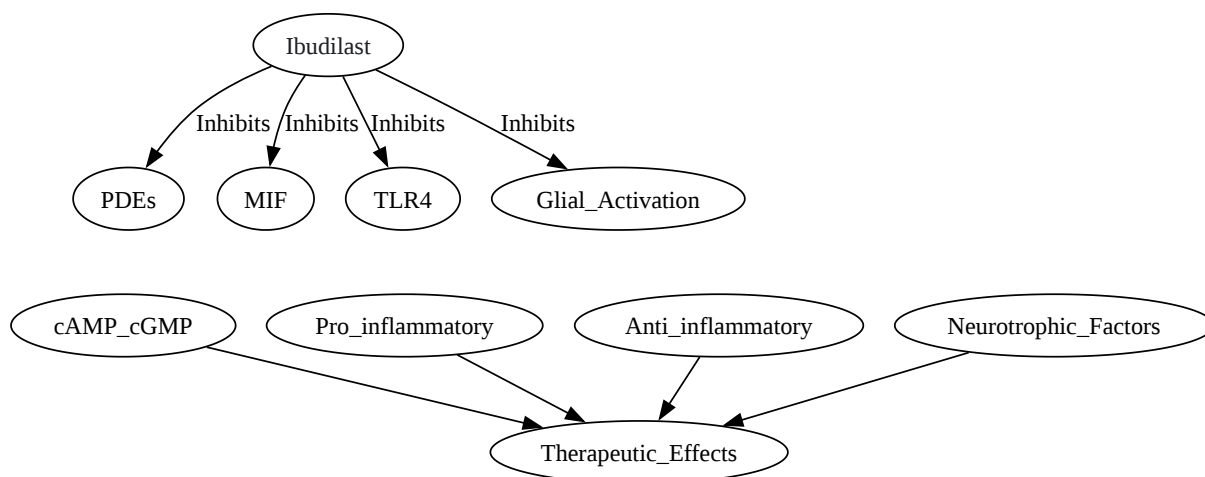 Ibudilast
Inhibits Inhibits Inhibits Inhibits
PDEs MIF TLR4 Glial_Activation
cAMP_cGMP Pro_inflammatory Anti_inflammatory Neurotrophic_Factors
Therapeutic_Effects